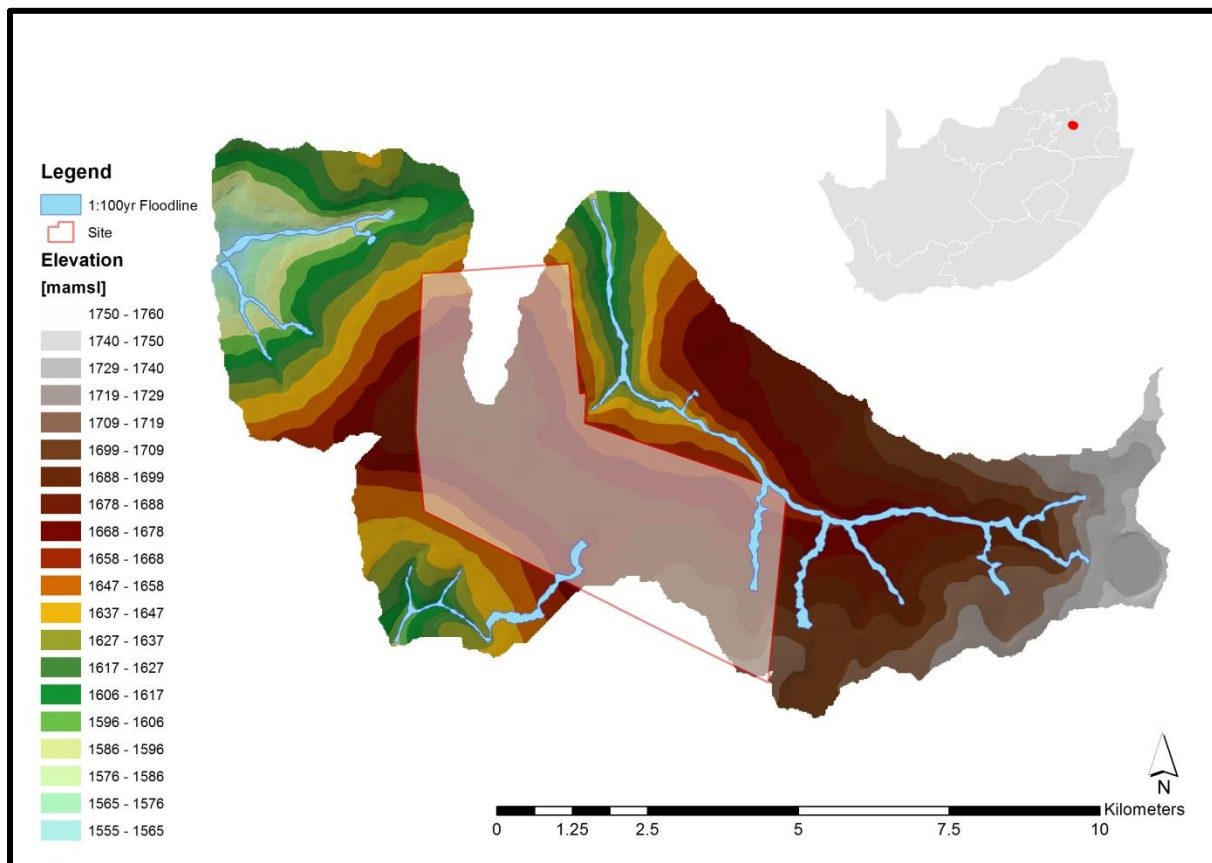 Legend
1:100yr Floodline
Site
Elevation
[mamsl]
1750 - 1760
1740 - 1750
1729 - 1740
1719 - 1729
1709 - 1719
1699 - 1709
1688 - 1699
1678 - 1688
1668 - 1678
1658 - 1668
1647 - 1658
1637 - 1647
1627 - 1637
1617 - 1627
1606 - 1617
1596 - 1606
1586 - 1596
1576 - 1586
1565 - 1576
1555 - 1565
N
Kilometers
0 1.25 2.5 5 7.5 10